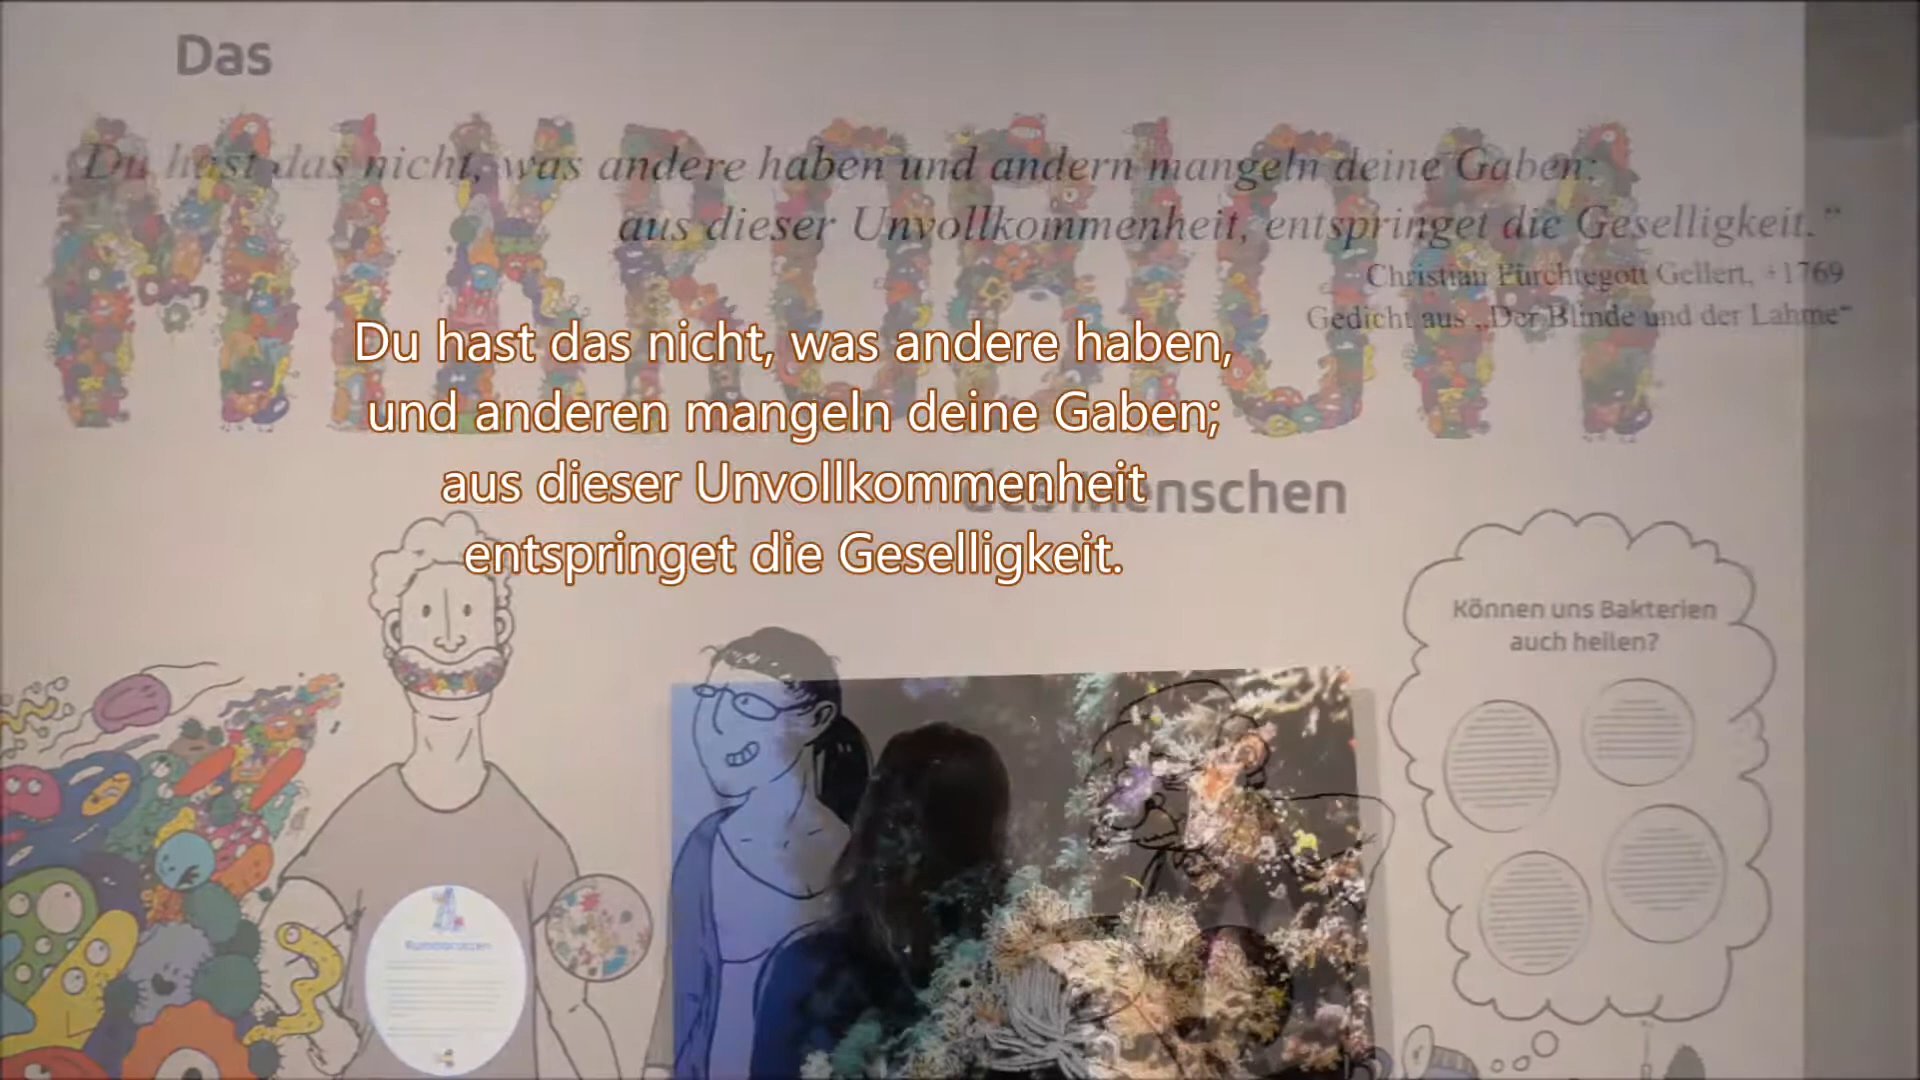 Das
MIKROBIOM
„Du hast das nicht, was andere haben und andern mangeln deine Gaben:
aus dieser Unvollkommenheit, entspringet die Geselligkeit.“
Christian Fürchtegott Gellert, +1769
Gedicht aus „Der Blinde und der Lahme“
Du hast das nicht, was andere haben,
und anderen mangeln deine Gaben;
aus dieser Unvollkommenheit
entspringet die Geselligkeit.
des Menschen
Können uns Bakterien
auch heilen?